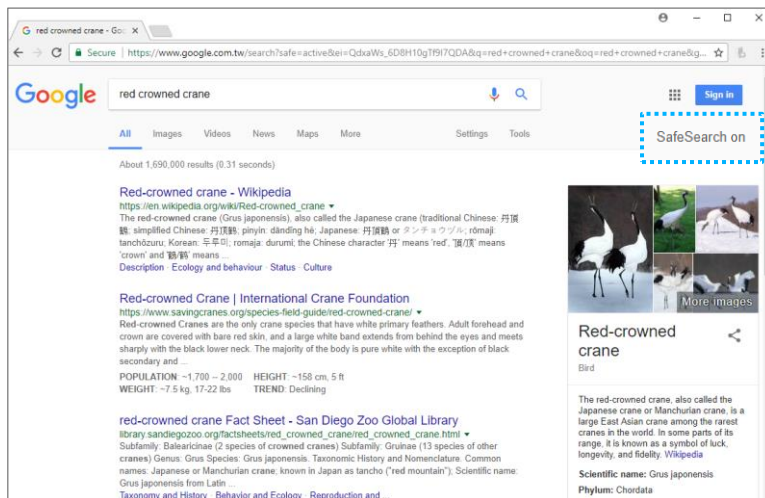 G red crowned crane - Goo
Secure | https://www.google.com.tw/search?safe=active&ei=QdxaWs_6D8H10gTf9I7QDA&q=red+crowned+crane&oq=red+crowned+crane&g...
Google
red crowned crane
Sign in
All Images Videos News Maps More Settings Tools
SafeSearch on
About 1,690,000 results (0.31 seconds)
Red-crowned crane - Wikipedia
https://en.wikipedia.org/wiki/Red-crowned_crane
The red-crowned crane (Grus japonensis), also called the Japanese crane (traditional Chinese: 丹頂
鶴; simplified Chinese: 丹顶鹤; pinyin: dāndǐng hè; Japanese: 丹頂鶴 or タンチョウヅル; rōmaji:
tanchōzuru; Korean: 두루미; romaja: durumi; the Chinese character '丹' means 'red', '頂/顶' means
'crown' and '鶴/鹤' means ...
Description · Ecology and behaviour · Status · Culture
Red-crowned Crane | International Crane Foundation
https://www.savingcranes.org/species-field-guide/red-crowned-crane/
Red-crowned Cranes are the only crane species that have white primary feathers. Adult forehead and
crown are covered with bare red skin, and a large white band extends from behind the eyes and meets
sharply with the black lower neck. The majority of the body is pure white with the exception of black
secondary and ...
POPULATION: ~1,700 -- 2,000 HEIGHT: ~158 cm, 5 ft
WEIGHT: ~7.5 kg, 17-22 lbs TREND: Declining
red-crowned crane Fact Sheet - San Diego Zoo Global Library
library.sandiegozoo.org/factsheets/red_crowned_crane/red_crowned_crane.html
Subfamily: Balearicinae (2 species of crowned cranes) Subfamily: Gruinae (13 species of other
cranes) Genus: Grus Species: Grus japonensis. Taxonomic History and Nomenclature. Common
names: Japanese or Manchurian crane; known in Japan as tancho ("red mountain"); Scientific name:
Grus japonensis from Latin ...
Taxonomy and History · Behavior and Ecology · Reproduction and ...
More images
Red-crowned
crane
Bird
The red-crowned crane, also called the
Japanese crane or Manchurian crane, is a
large East Asian crane among the rarest
cranes in the world. In some parts of its
range, it is known as a symbol of luck,
longevity, and fidelity. Wikipedia
Scientific name: Grus japonensis
Phylum: Chordata